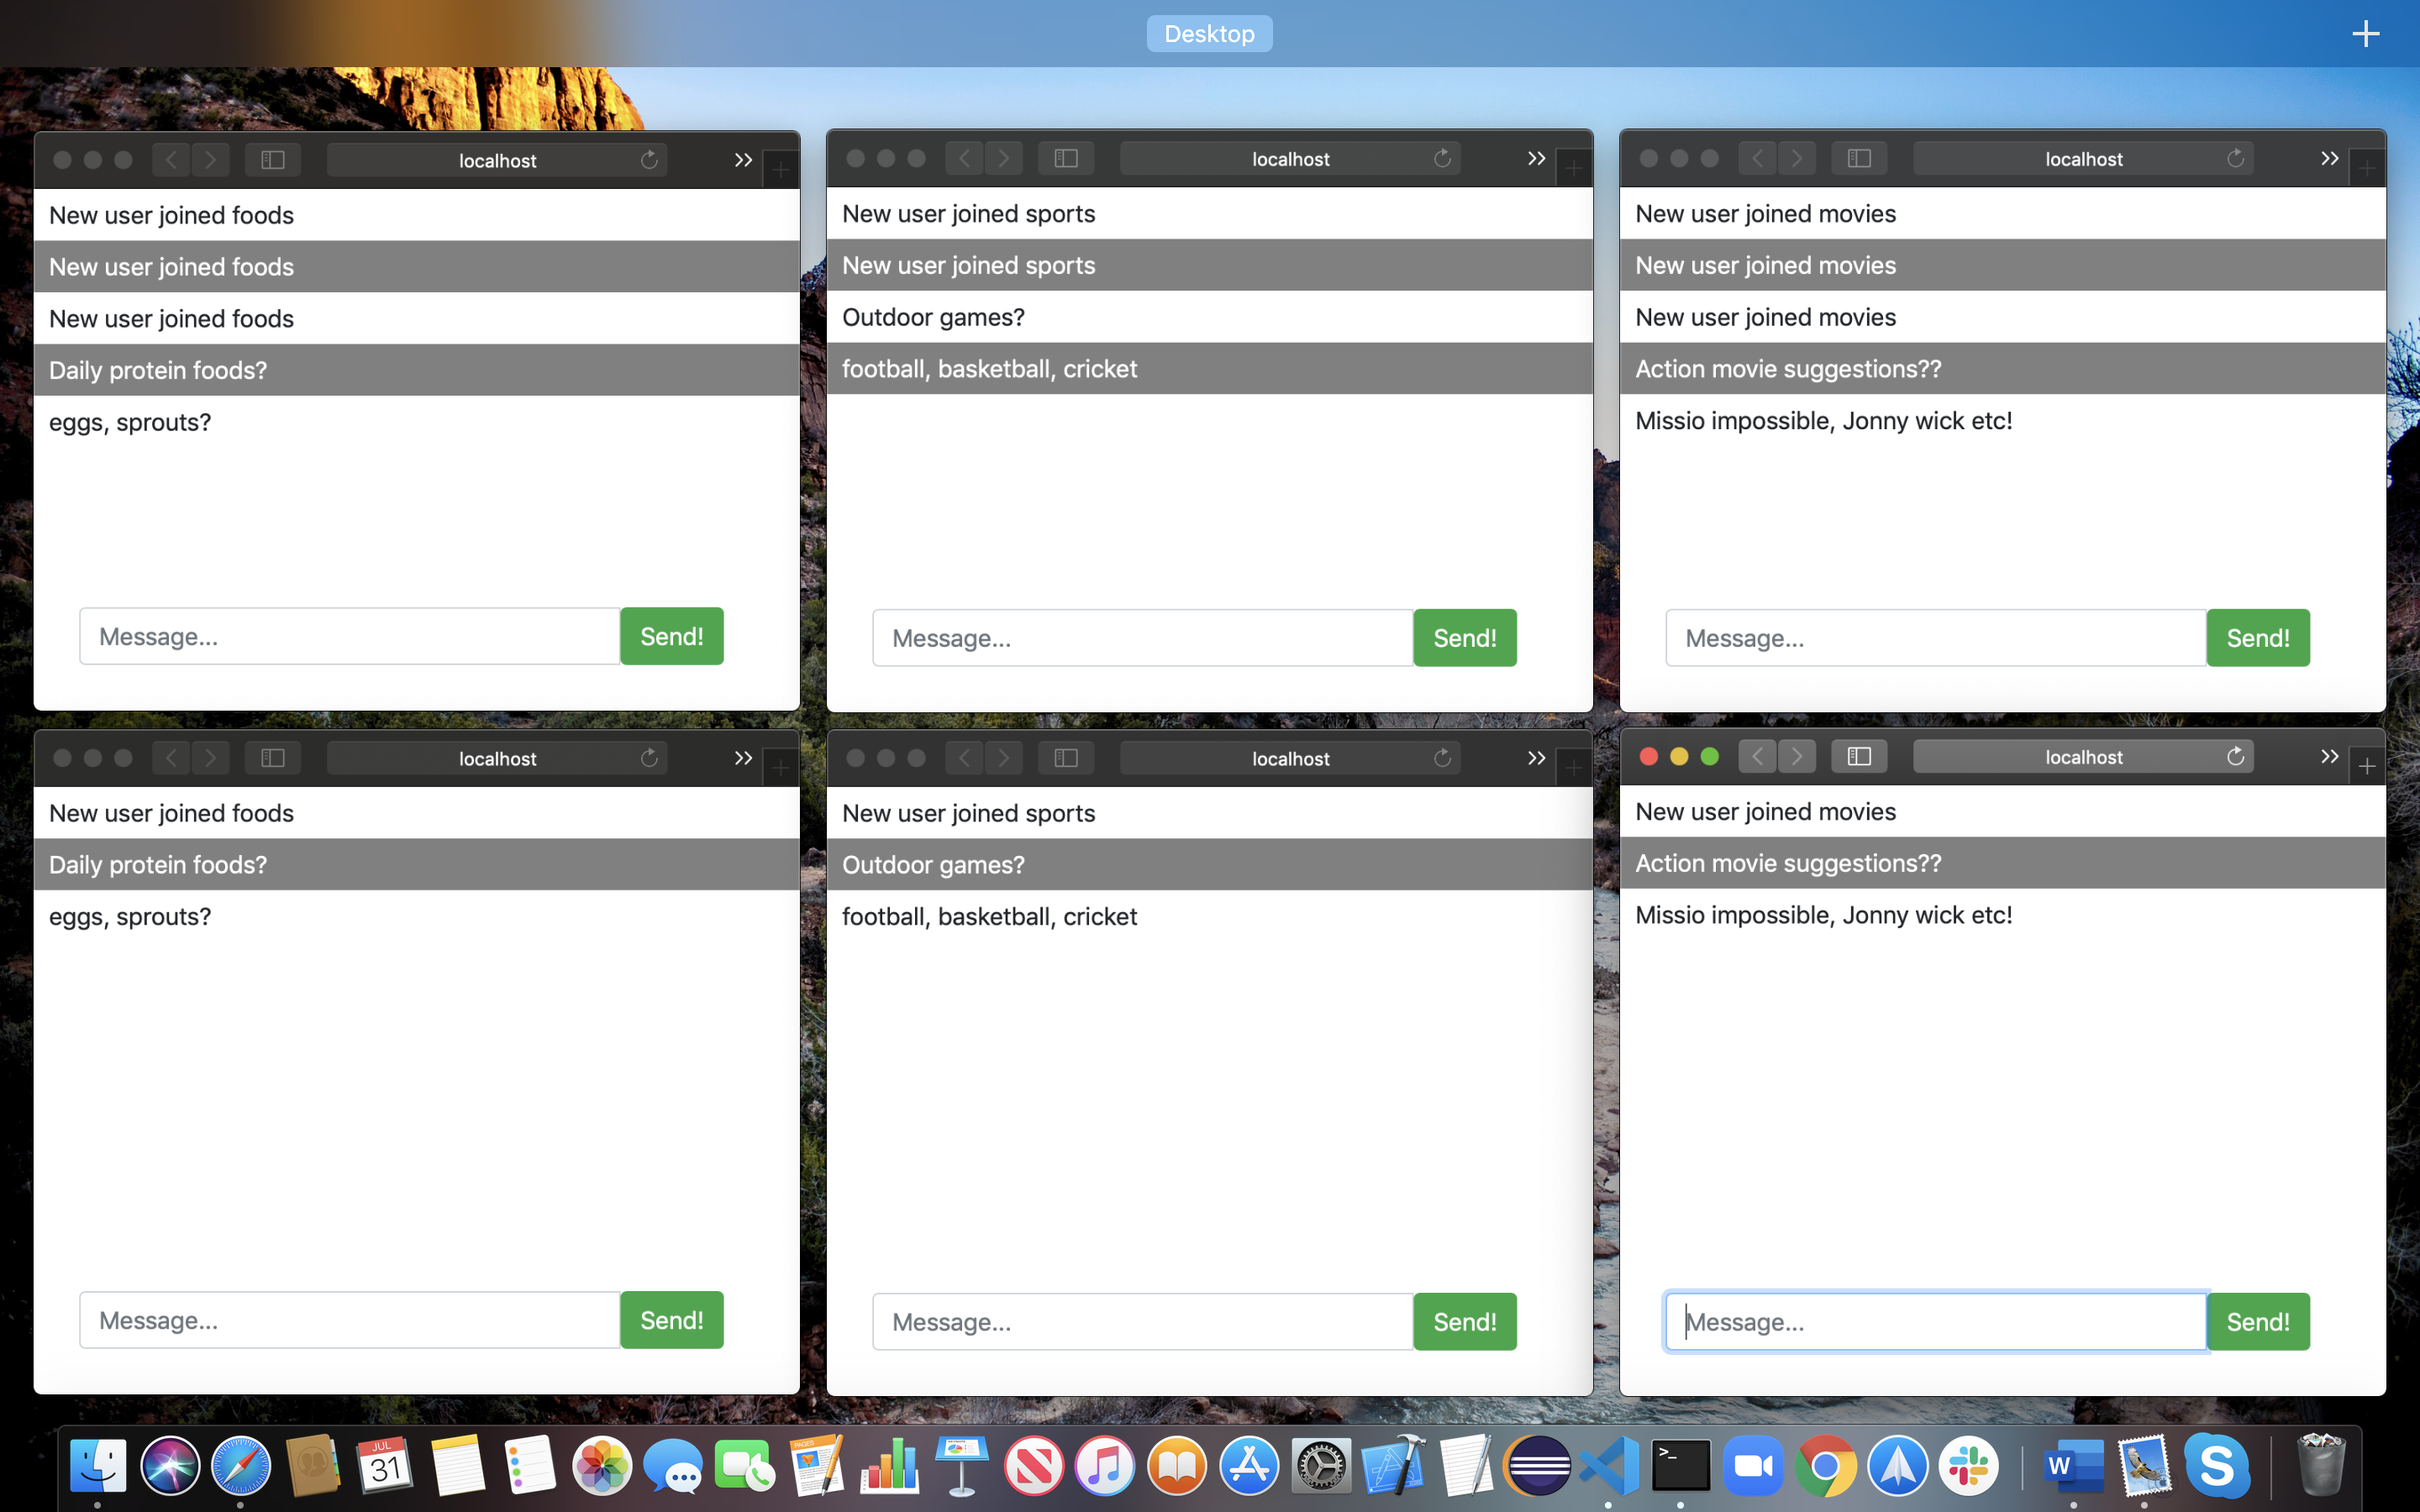 Desktop
localhost
New user joined foods
New user joined foods
New user joined foods
Daily protein foods?
eggs, sprouts?
Message...
Send!
localhost
New user joined sports
New user joined sports
Outdoor games?
football, basketball, cricket
Message...
Send!
localhost
New user joined movies
New user joined movies
New user joined movies
Action movie suggestions??
Missio impossible, Jonny wick etc!
Message...
Send!
localhost
New user joined foods
Daily protein foods?
eggs, sprouts?
Message...
Send!
localhost
New user joined sports
Outdoor games?
football, basketball, cricket
Message...
Send!
localhost
New user joined movies
Action movie suggestions??
Missio impossible, Jonny wick etc!
Message...
Send!
JUL
31
PAGES
>_
W
S